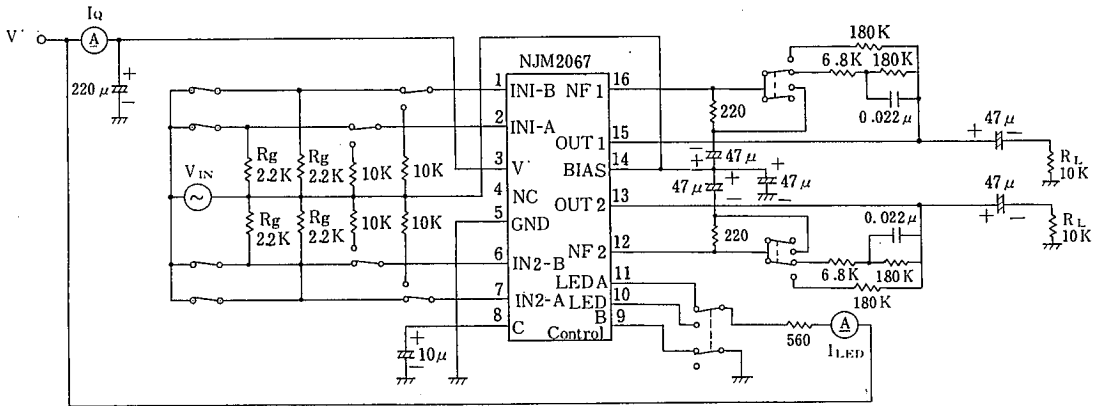 V+
IQ
A
220μ
+
−
VIN
Rg
2.2K
Rg
2.2K
10K
10K
Rg
2.2K
Rg
2.2K
10K
10K
NJM2067
1
INI-B
2
INI-A
3
V+
4
NC
5
GND
6
IN2-B
7
IN2-A
8
C
16
NF 1
15
OUT 1
14
BIAS
13
OUT 2
12
NF 2
11
LED A
10
LED B
9
Control
+
10μ
−
220
−
47μ
+
47μ
+
−
+
47μ
−
220
180K
6.8K
180K
0.022μ
+
47μ
−
RL
10K
47μ
+
−
RL
10K
0.022μ
6.8K
180K
180K
560
A
ILED